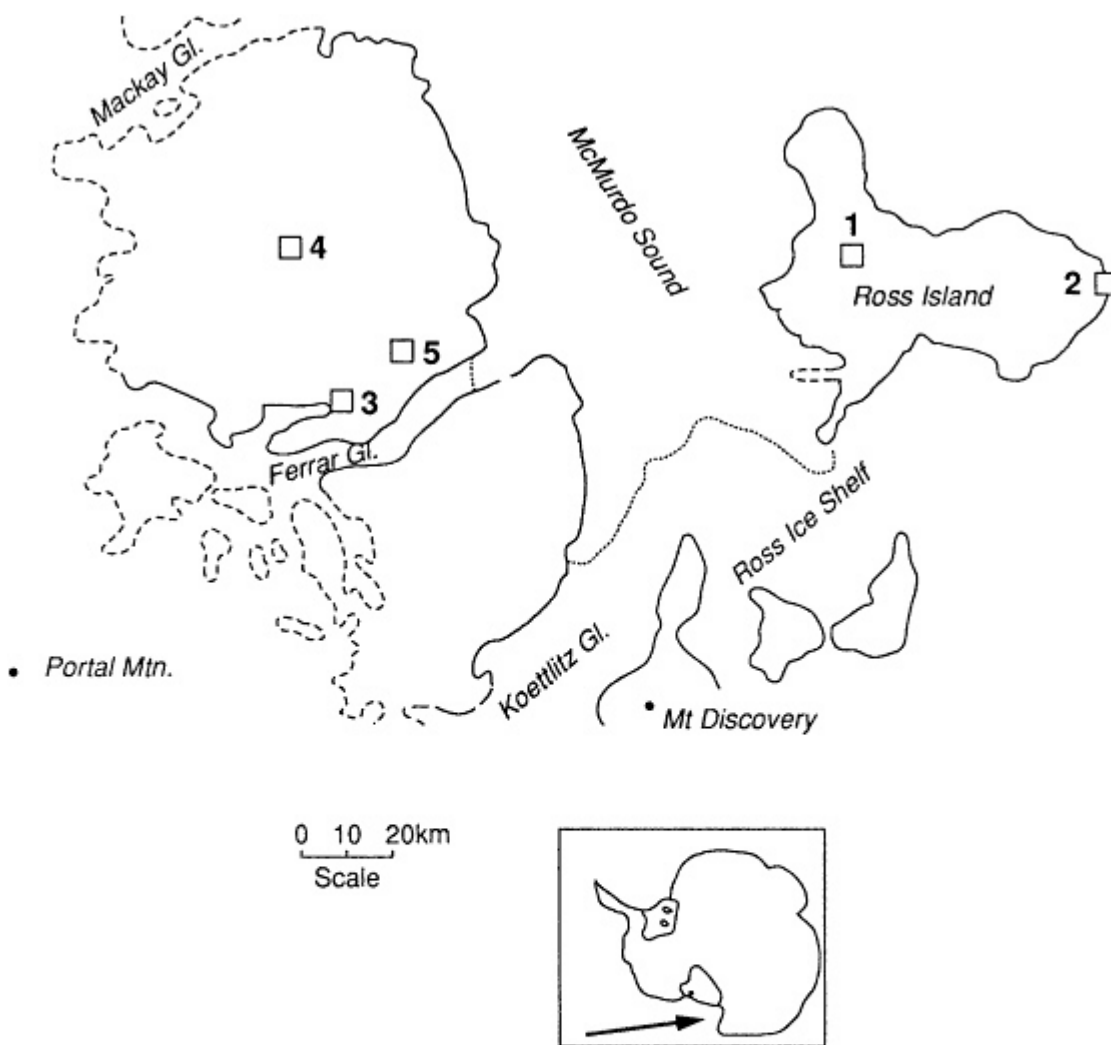 Mackay Gl.
McMurdo Sound
1
4
2
Ross Island
5
3
Ferrar Gl.
Ross Ice Shelf
Portal Mtn.
Koettlitz Gl.
Mt Discovery
0 10 20km
Scale